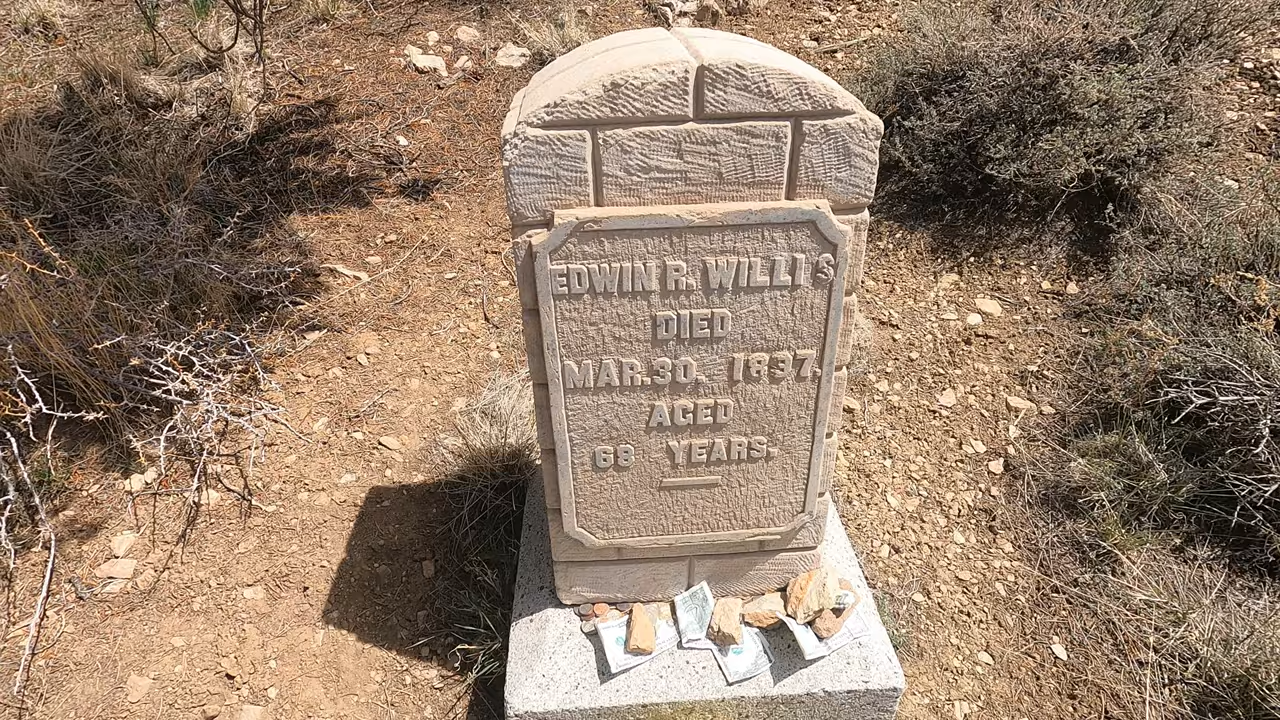 EDWIN R. WILLIS
DIED
MAR.30. 1897.
AGED
68 YEARS.